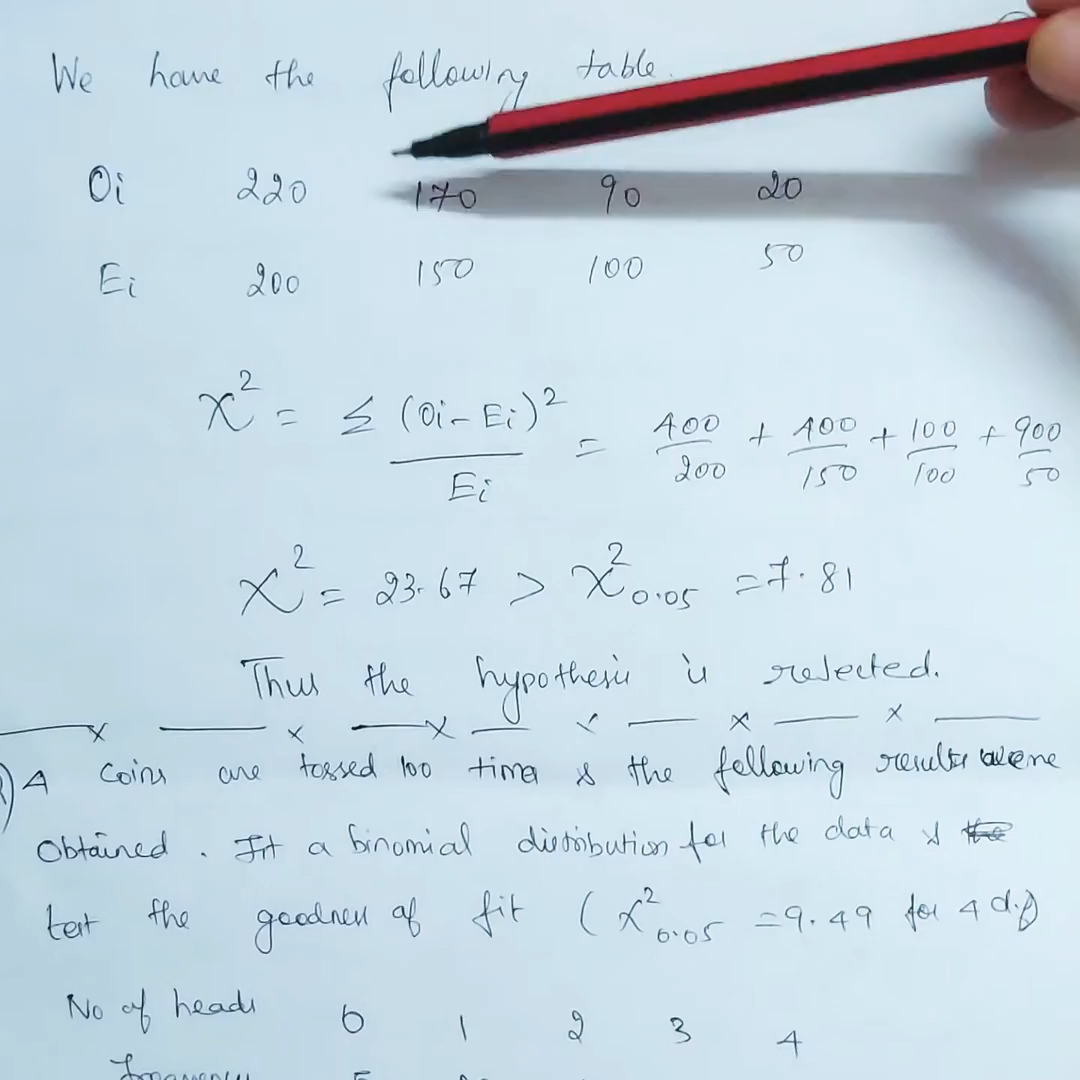 We have the following table.
Oi 220 170 90 20
Ei 200 150 100 50
χ² = Σ (Oi - Ei)² / Ei = 400/200 + 400/150 + 100/100 + 900/50
χ² = 23.67 > χ²0.05 = 7.81
Thus the hypothesis is rejected.
) 4 Coins are tossed 100 times & the following results were
Obtained. Fit a binomial distribution for the data &
test the goodness of fit (χ²0.05 = 9.49 for 4 d.f)
No of heads 0 1 2 3 4
frequency 5